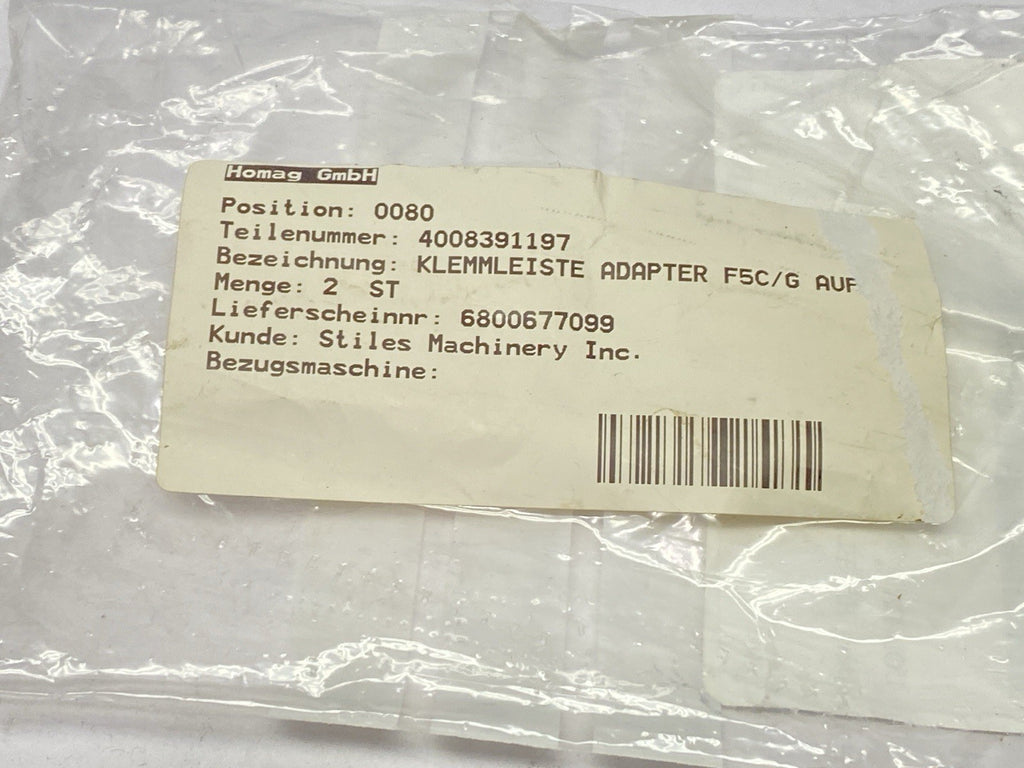 Homag GmbH
Position: 0080
Teilenummer: 4008391197
Bezeichnung: KLEMMLEISTE ADAPTER F5C/G AUF
Menge: 2 ST
Lieferscheinnr: 6800677099
Kunde: Stiles Machinery Inc.
Bezugsmaschine: